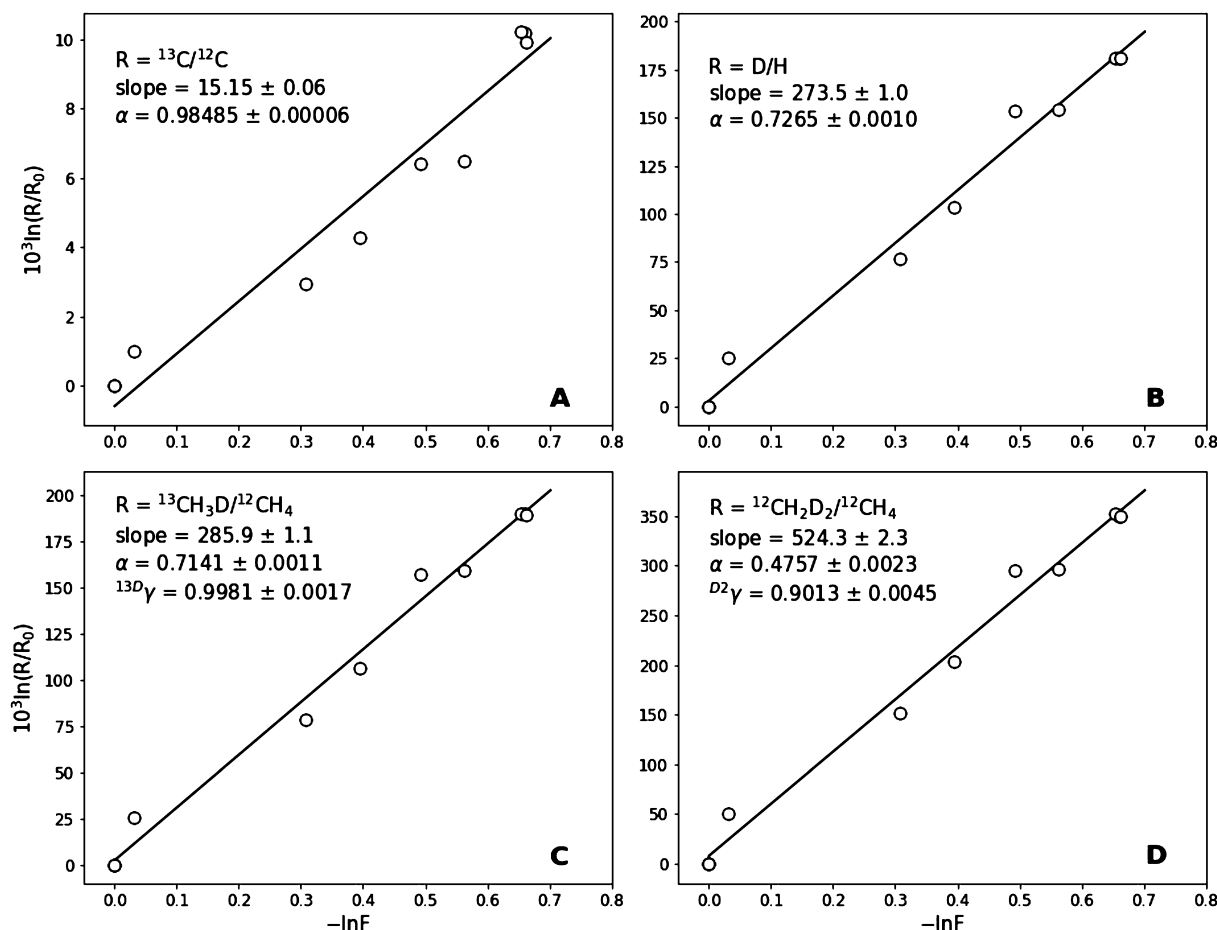 10³ln(R/R₀)
10
8
6
4
2
0
R = ¹³C/¹²C
slope = 15.15 ± 0.06
α = 0.98485 ± 0.00006
A
0.0 0.1 0.2 0.3 0.4 0.5 0.6 0.7 0.8
200
175
150
125
100
75
50
25
0
R = D/H
slope = 273.5 ± 1.0
α = 0.7265 ± 0.0010
B
0.0 0.1 0.2 0.3 0.4 0.5 0.6 0.7 0.8
10³ln(R/R₀)
200
175
150
125
100
75
50
25
0
R = ¹³CH₃D/¹²CH₄
slope = 285.9 ± 1.1
α = 0.7141 ± 0.0011
¹³ᴰγ = 0.9981 ± 0.0017
C
0.0 0.1 0.2 0.3 0.4 0.5 0.6 0.7 0.8
−lnF
350
300
250
200
150
100
50
0
R = ¹²CH₂D₂/¹²CH₄
slope = 524.3 ± 2.3
α = 0.4757 ± 0.0023
ᴰ²γ = 0.9013 ± 0.0045
D
0.0 0.1 0.2 0.3 0.4 0.5 0.6 0.7 0.8
−lnF